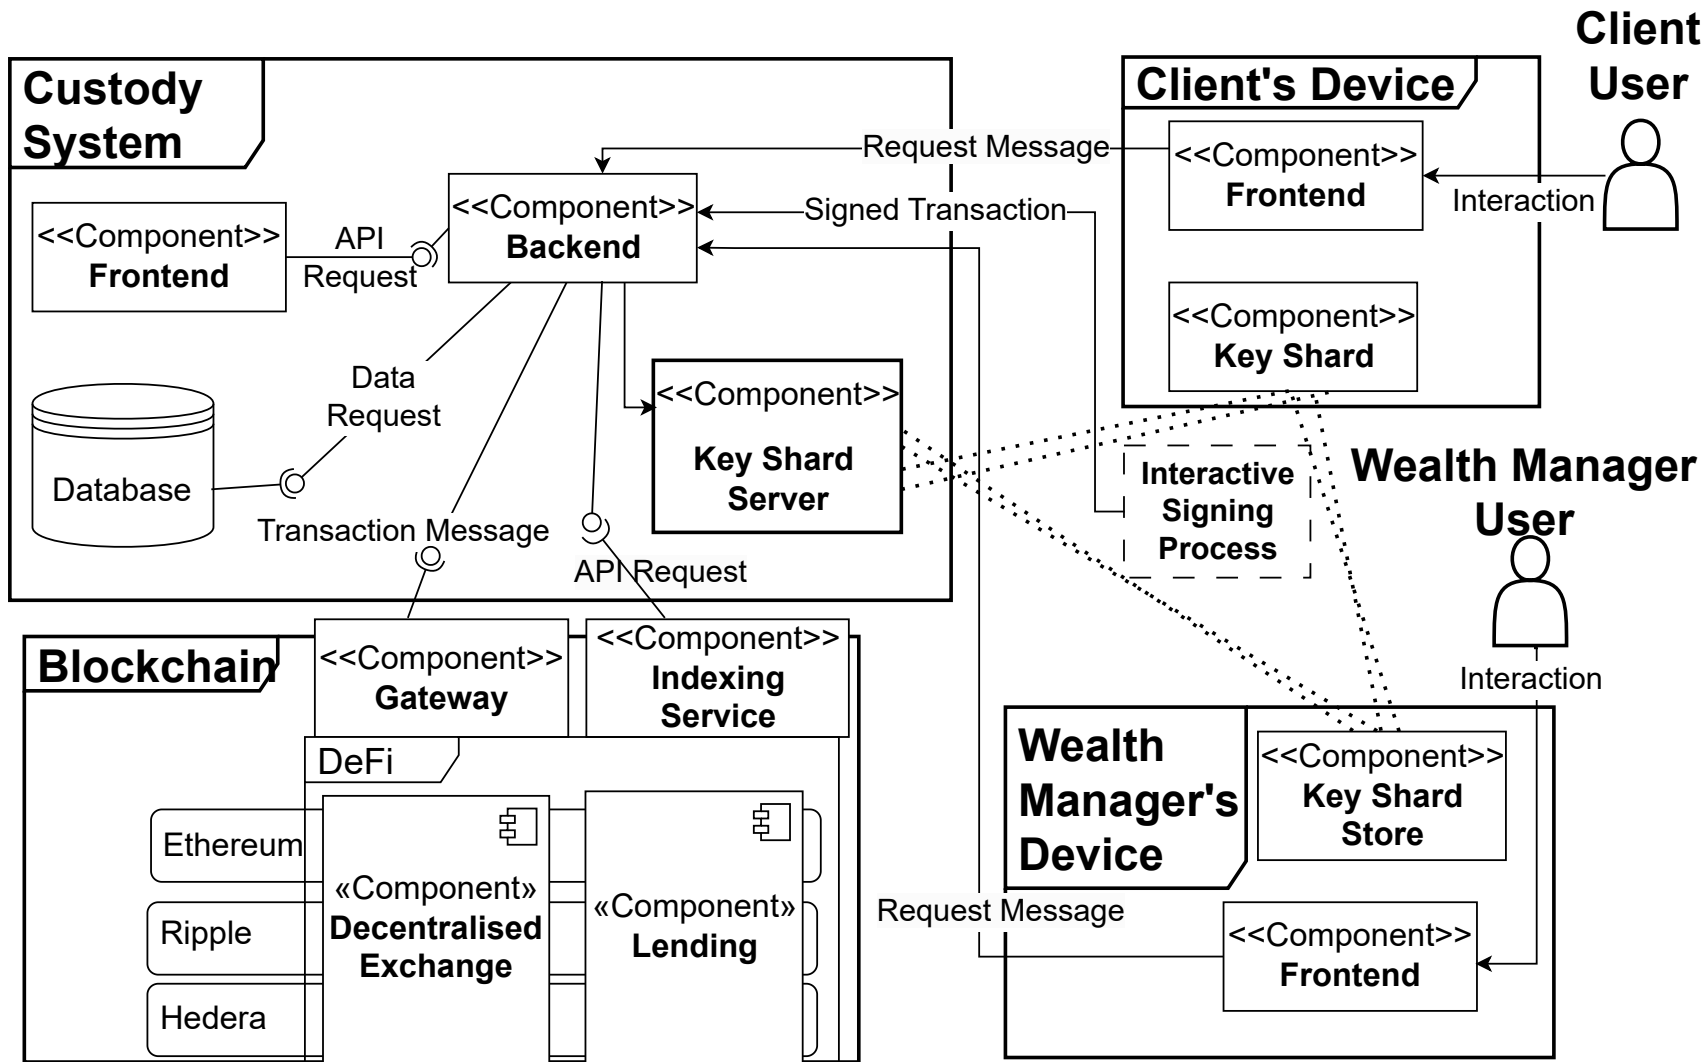 Client
User
Custody
System
Client's Device
Request Message
<<Component>>
Frontend
Interaction
<<Component>>
Backend
Signed Transaction
<<Component>>
Frontend
API
Request
<<Component>>
Key Shard
Data
Request
<<Component>>
Key Shard
Server
Database
Interactive
Signing
Process
Wealth Manager
User
Transaction Message
API Request
Blockchain
<<Component>>
Gateway
<<Component>>
Indexing
Service
Interaction
DeFi
Wealth
Manager's
Device
<<Component>>
Key Shard
Store
Ethereum
«Component»
Decentralised
Exchange
«Component»
Lending
Ripple
Hedera
Request Message
<<Component>>
Frontend